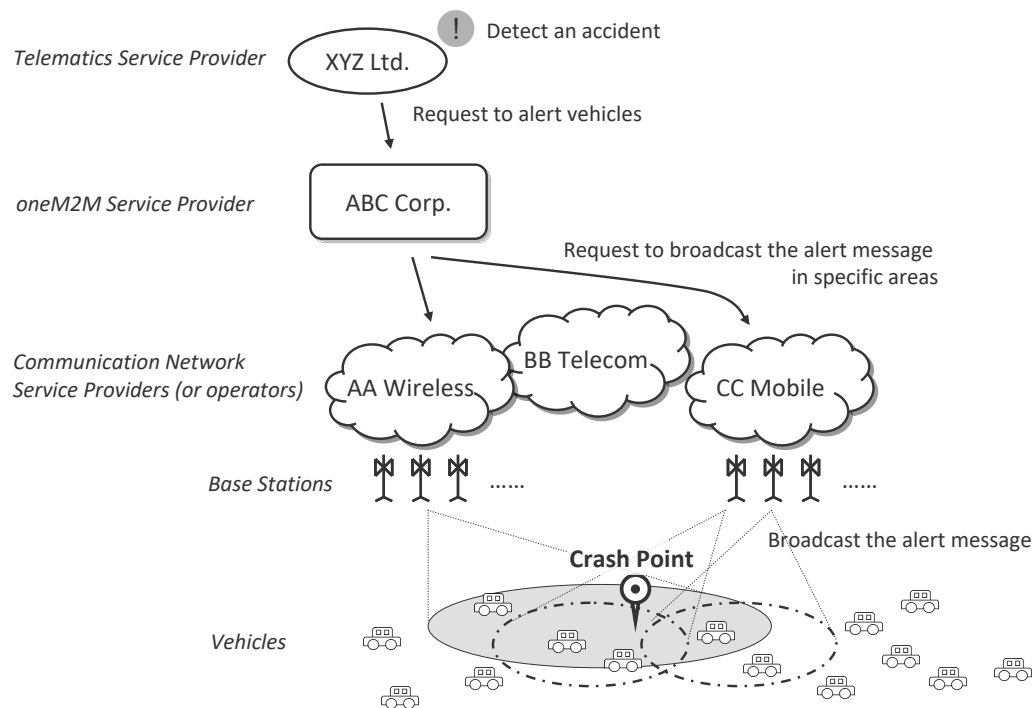 ! Detect an accident
Telematics Service Provider
XYZ Ltd.
Request to alert vehicles
oneM2M Service Provider
ABC Corp.
Request to broadcast the alert message
in specific areas
Communication Network
Service Providers (or operators)
AA Wireless
BB Telecom
CC Mobile
Base Stations
......
......
Broadcast the alert message
Crash Point
Vehicles